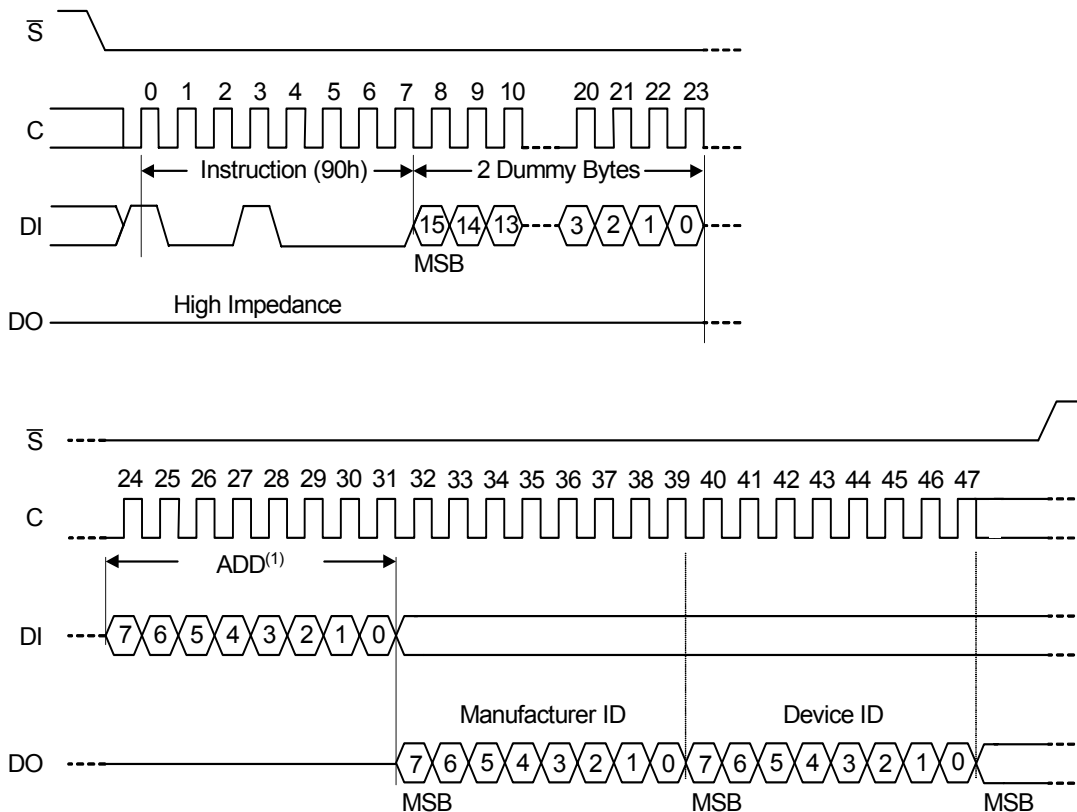 S̅
0 1 2 3 4 5 6 7 8 9 10 20 21 22 23
C
Instruction (90h) 2 Dummy Bytes
DI 15 14 13 3 2 1 0
MSB
High Impedance
DO
S̅
24 25 26 27 28 29 30 31 32 33 34 35 36 37 38 39 40 41 42 43 44 45 46 47
C
ADD(1)
DI 7 6 5 4 3 2 1 0
Manufacturer ID Device ID
DO 7 6 5 4 3 2 1 0 7 6 5 4 3 2 1 0
MSB MSB MSB